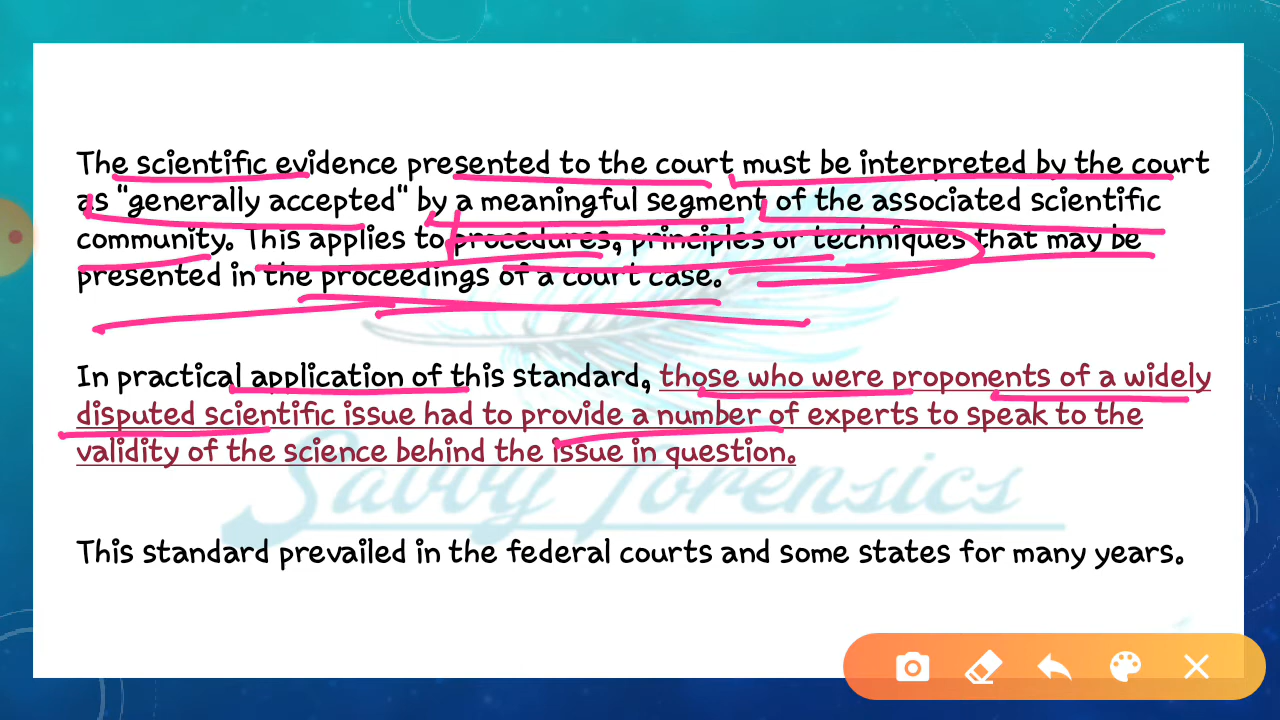 The scientific evidence presented to the court must be interpreted by the court
as "generally accepted" by a meaningful segment of the associated scientific
community. This applies to procedures, principles or techniques that may be
presented in the proceedings of a court case.
In practical application of this standard, those who were proponents of a widely
disputed scientific issue had to provide a number of experts to speak to the
validity of the science behind the issue in question.
Savvy Forensics
This standard prevailed in the federal courts and some states for many years.